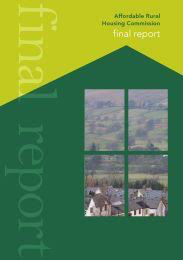 Affordable Rural
Housing Commission
final report
final report